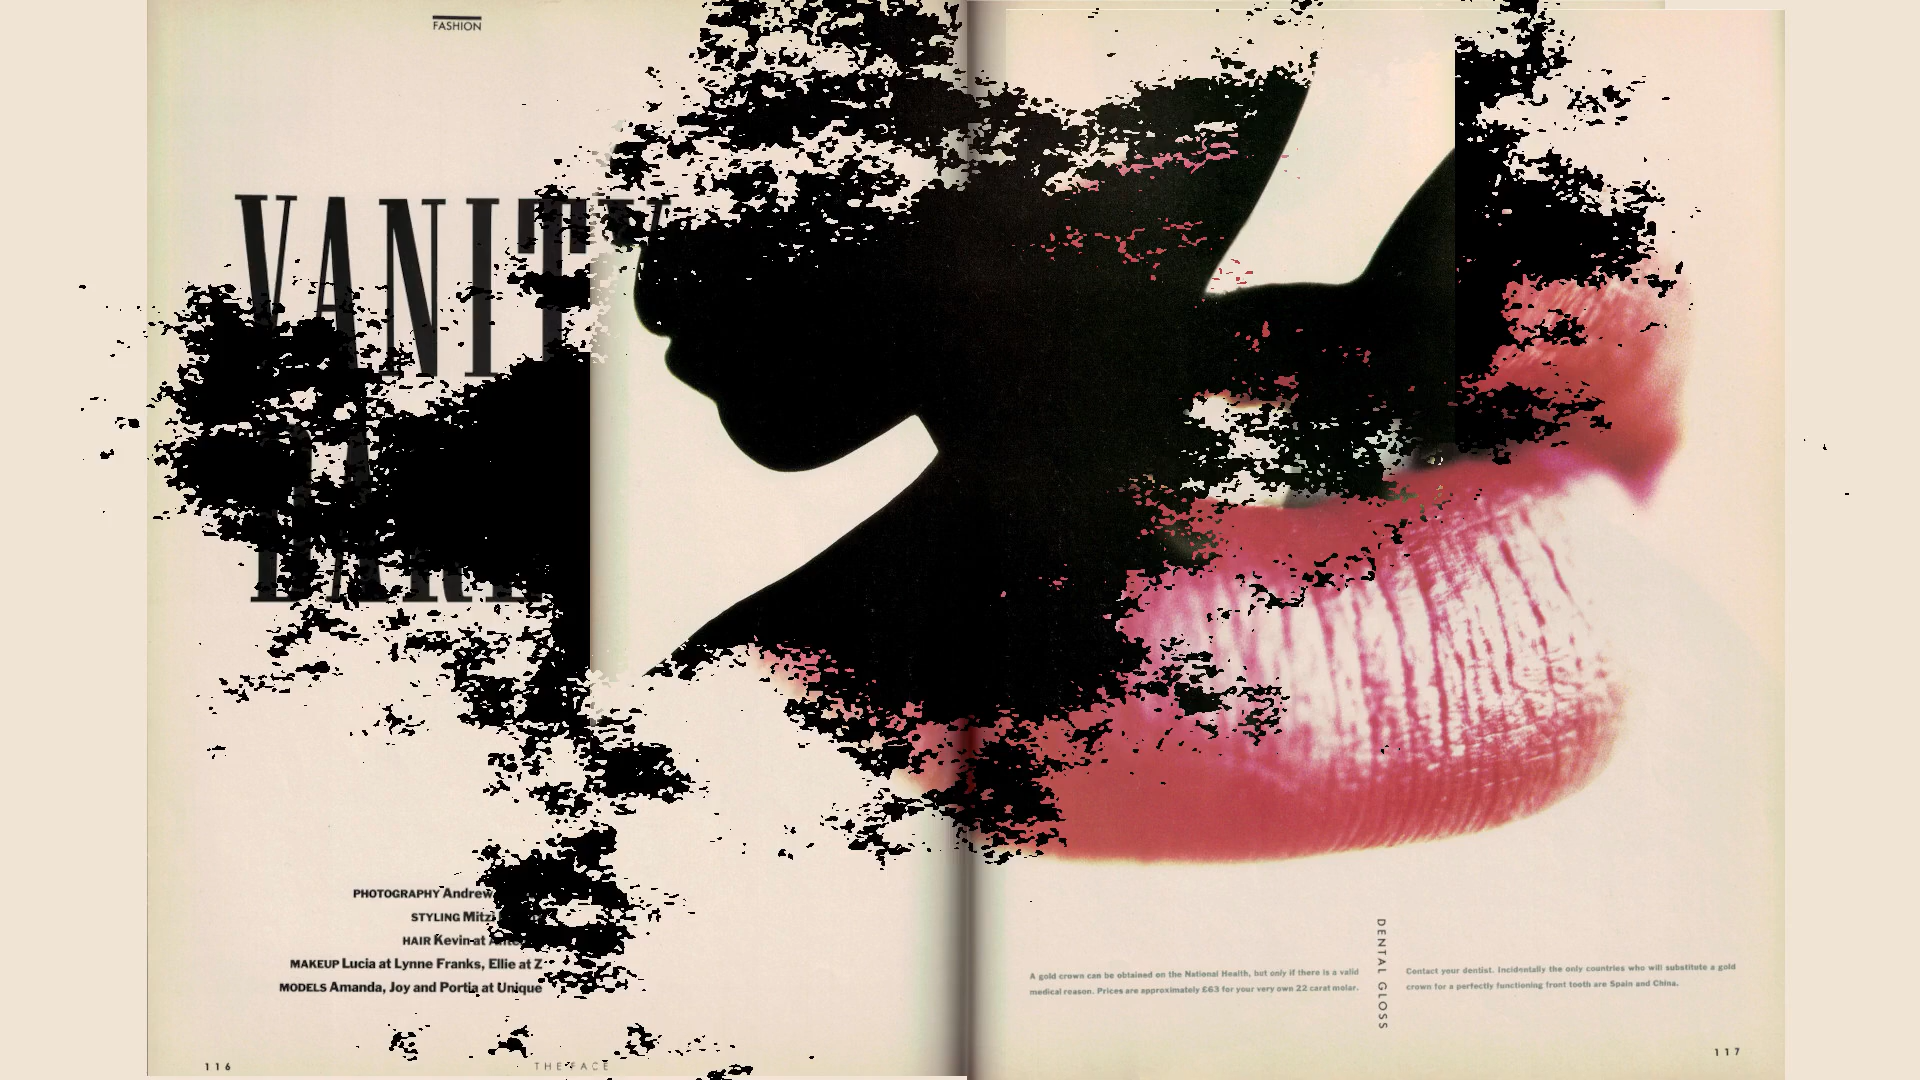 FASHION
VANITY
PHOTOGRAPHY Andrew
STYLING Mitzi
HAIR Kevin at
MAKEUP Lucia at Lynne Franks, Ellie at Z
MODELS Amanda, Joy and Portia at Unique
116
THE FACE
A gold crown can be obtained on the National Health, but only if there is a valid
medical reason. Prices are approximately £63 for your very own 22 carat molar.
DENTAL GLOSS
Contact your dentist. Incidentally the only countries who will substitute a gold
crown for a perfectly functioning front tooth are Spain and China.
117